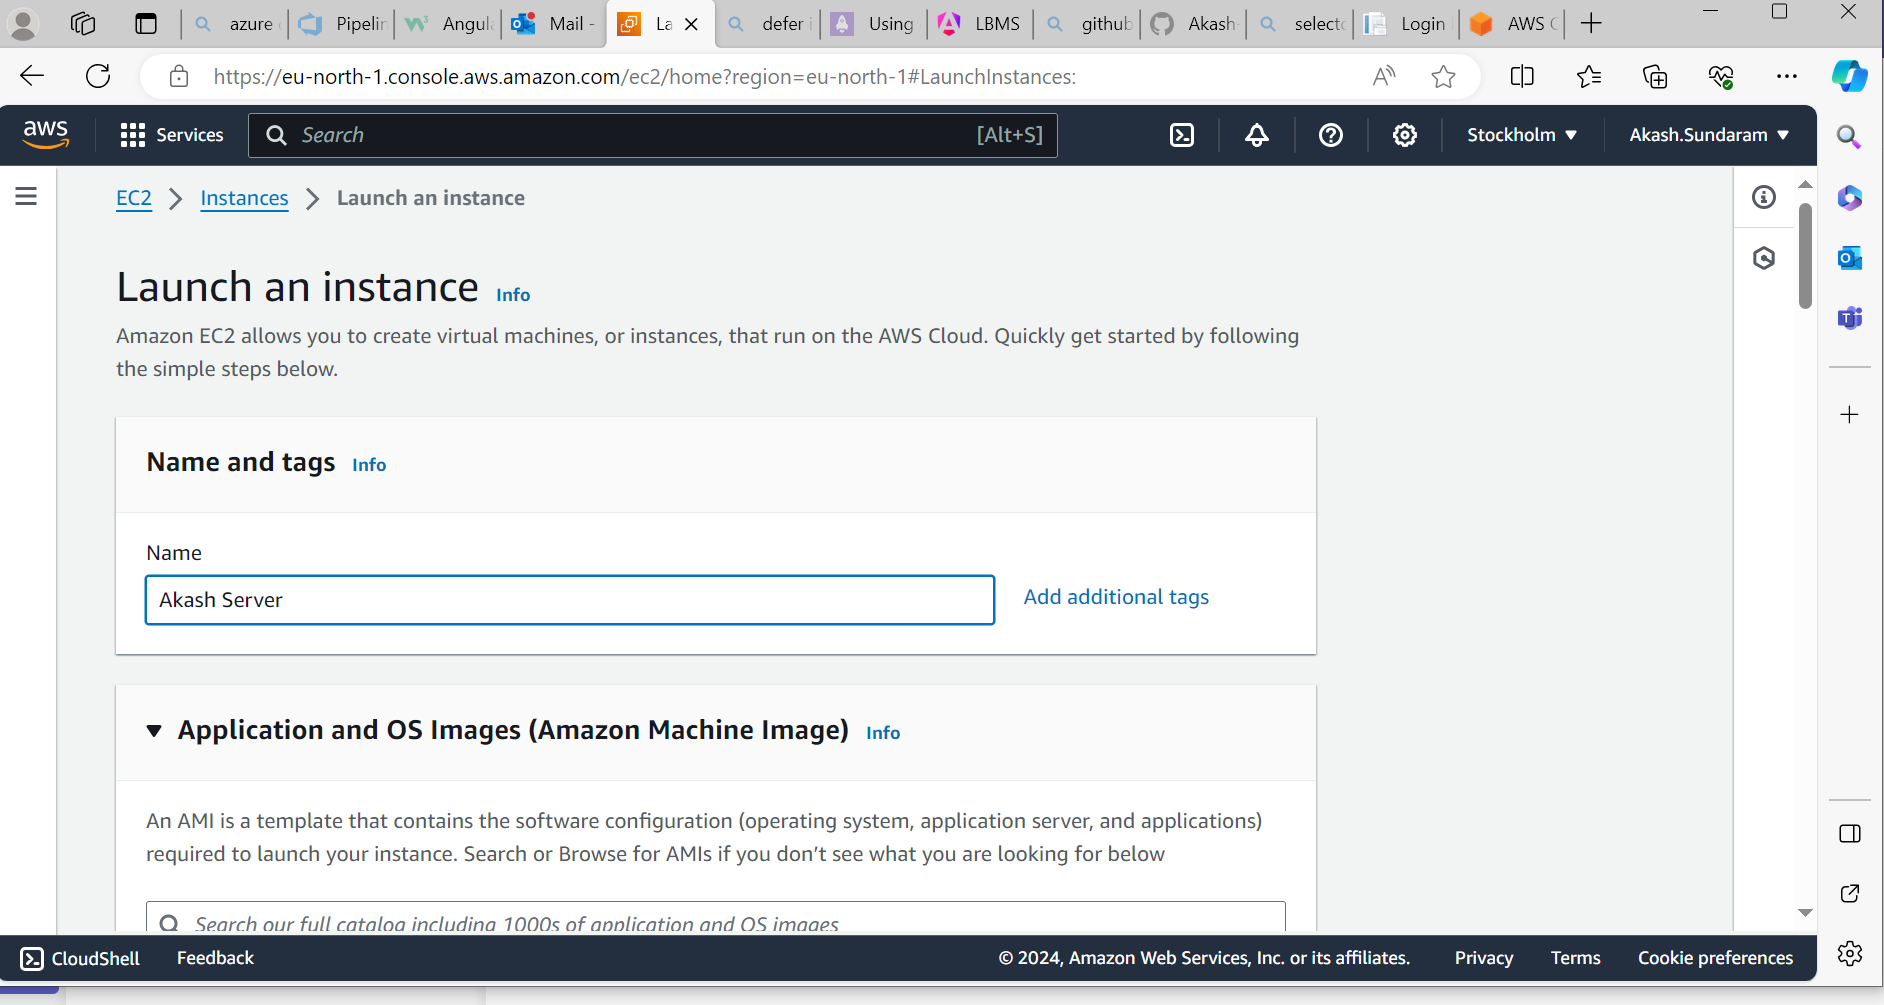 azure
Pipelin
Angula
Mail -
La
defer i
Using
LBMS
github
Akash-
selecto
Login
AWS C
https://eu-north-1.console.aws.amazon.com/ec2/home?region=eu-north-1#LaunchInstances:
aws
Services
Search
[Alt+S]
Stockholm
Akash.Sundaram
EC2
Instances
Launch an instance
Launch an instance Info
Amazon EC2 allows you to create virtual machines, or instances, that run on the AWS Cloud. Quickly get started by following
the simple steps below.
Name and tags Info
Name
Akash Server
Add additional tags
Application and OS Images (Amazon Machine Image) Info
An AMI is a template that contains the software configuration (operating system, application server, and applications)
required to launch your instance. Search or Browse for AMIs if you don’t see what you are looking for below
Search our full catalog including 1000s of application and OS images
CloudShell
Feedback
© 2024, Amazon Web Services, Inc. or its affiliates.
Privacy
Terms
Cookie preferences